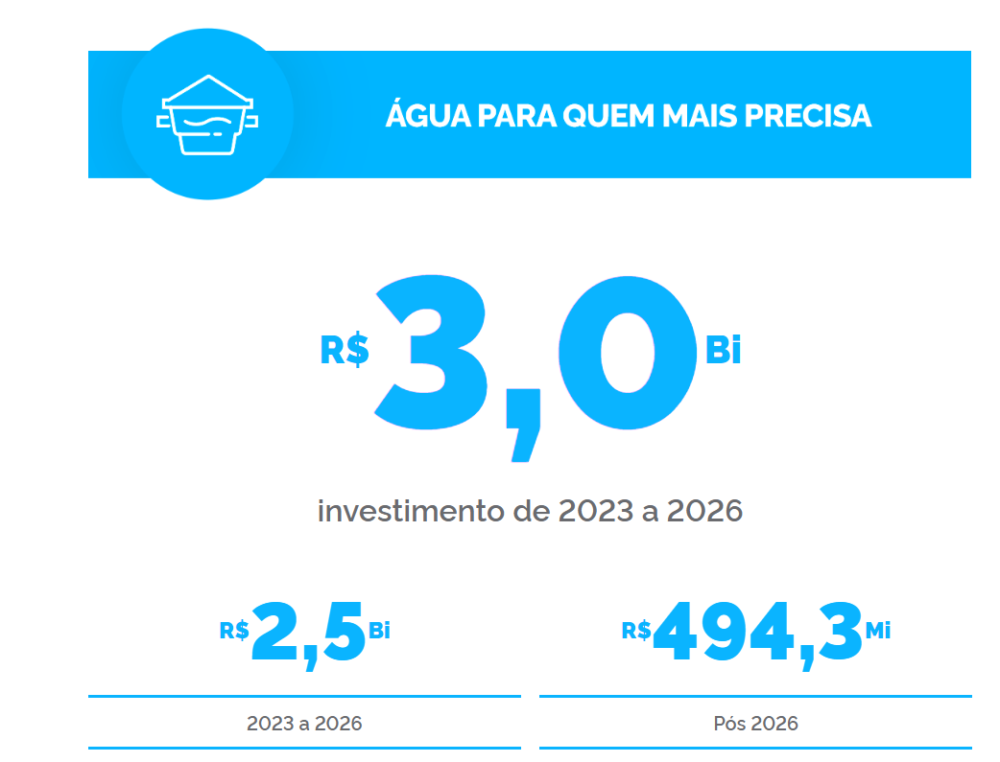 ÁGUA PARA QUEM MAIS PRECISA
R$ 3,0 Bi
investimento de 2023 a 2026
R$ 2,5 Bi
R$ 494,3 Mi
2023 a 2026
Pós 2026